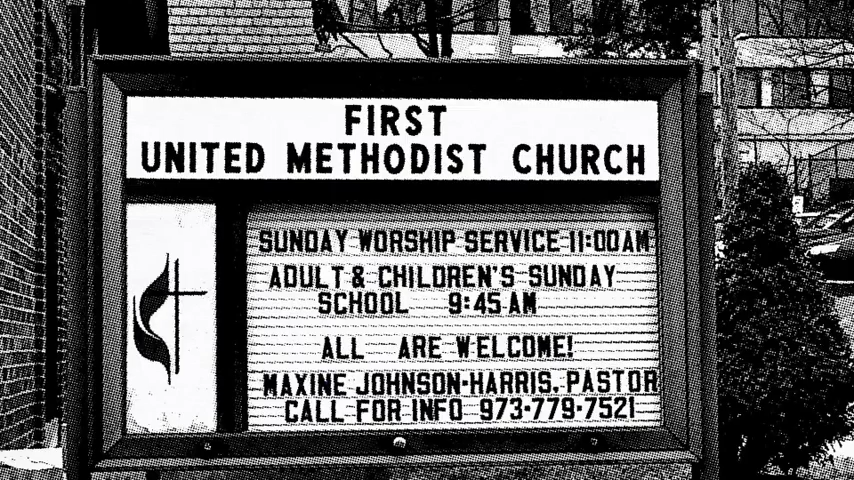 FIRST
UNITED METHODIST CHURCH
SUNDAY WORSHIP SERVICE 11:00AM
ADULT & CHILDREN'S SUNDAY
SCHOOL 9:45 AM
ALL ARE WELCOME!
MAXINE JOHNSON-HARRIS, PASTOR
CALL FOR INFO 973-779-7521